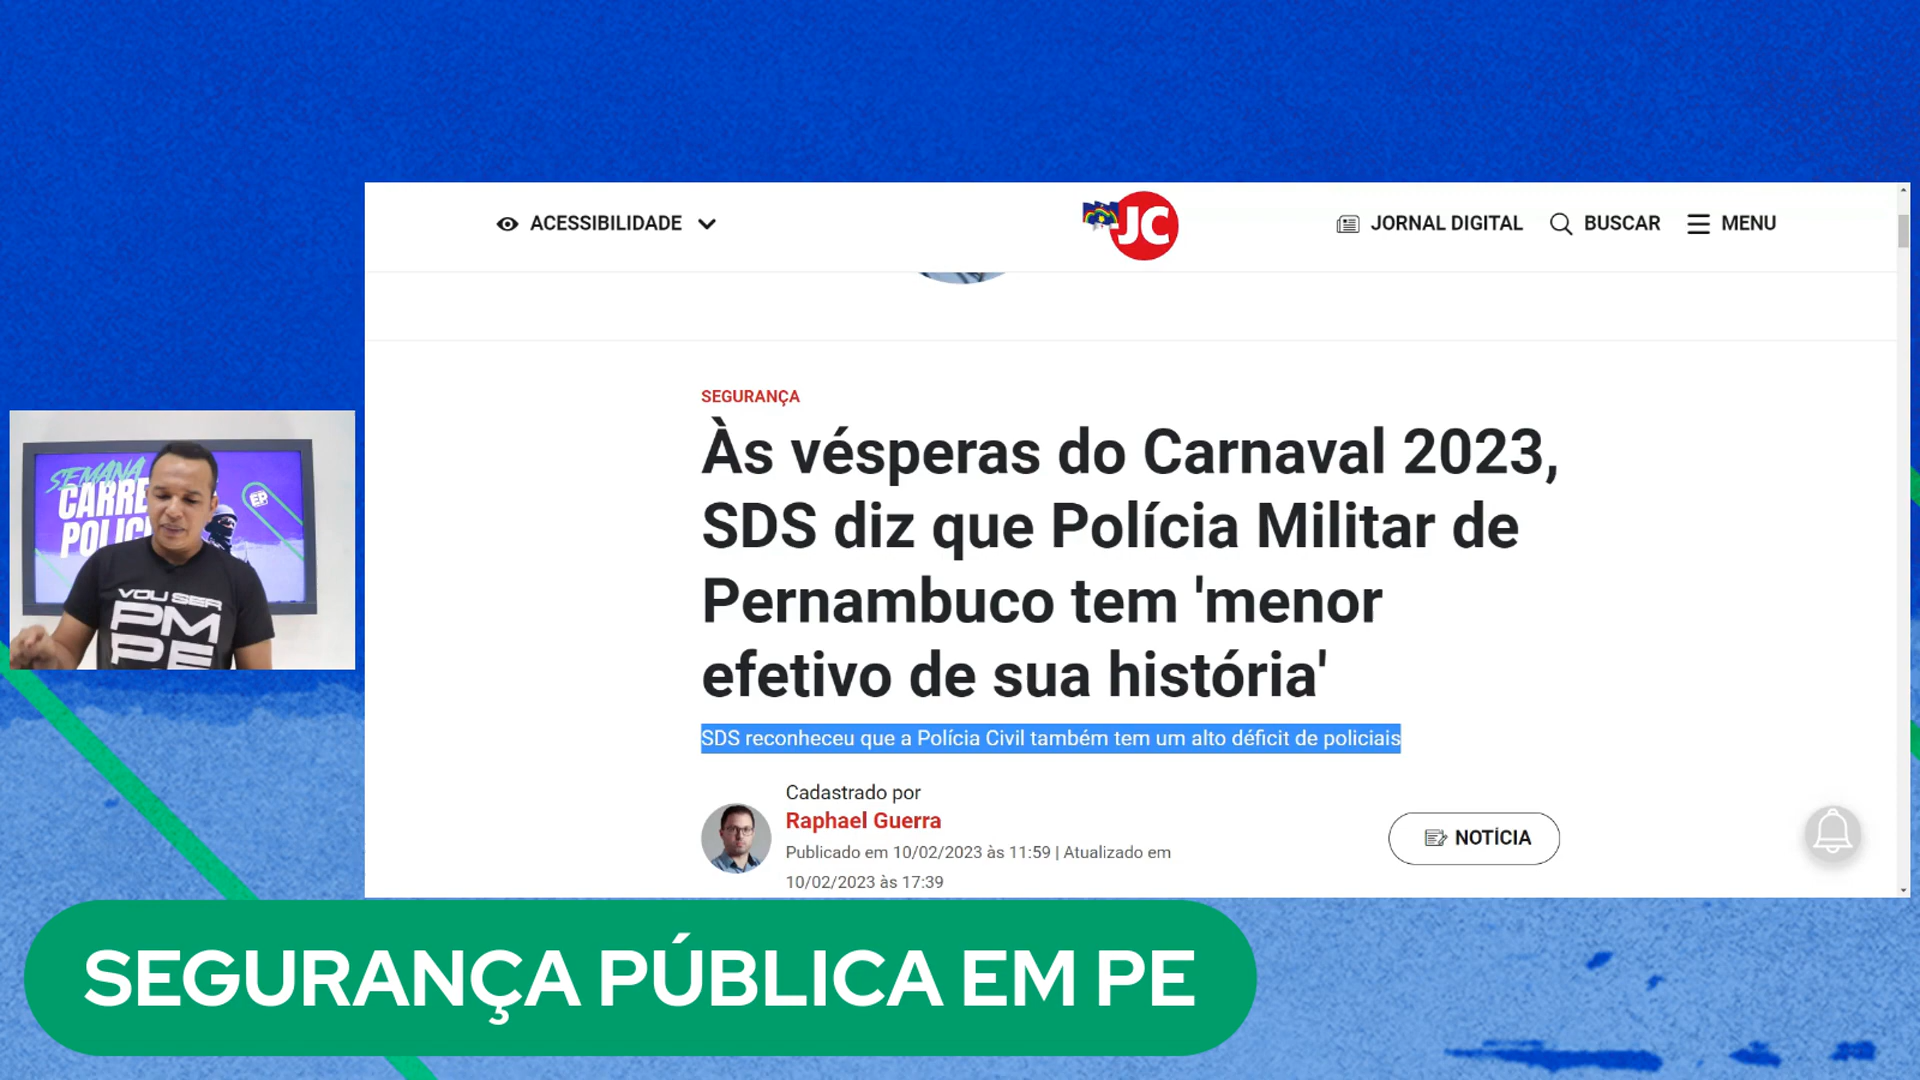 ACESSIBILIDADE
JC
JORNAL DIGITAL
BUSCAR
MENU
SEGURANÇA
Às vésperas do Carnaval 2023,
SDS diz que Polícia Militar de
Pernambuco tem 'menor
efetivo de sua história'
SDS reconheceu que a Polícia Civil também tem um alto déficit de policiais
Cadastrado por
Raphael Guerra
Publicado em 10/02/2023 às 11:59 | Atualizado em
10/02/2023 às 17:39
NOTÍCIA
SEMANA
EP
VOU SER
PM
PE
SEGURANÇA PÚBLICA EM PE